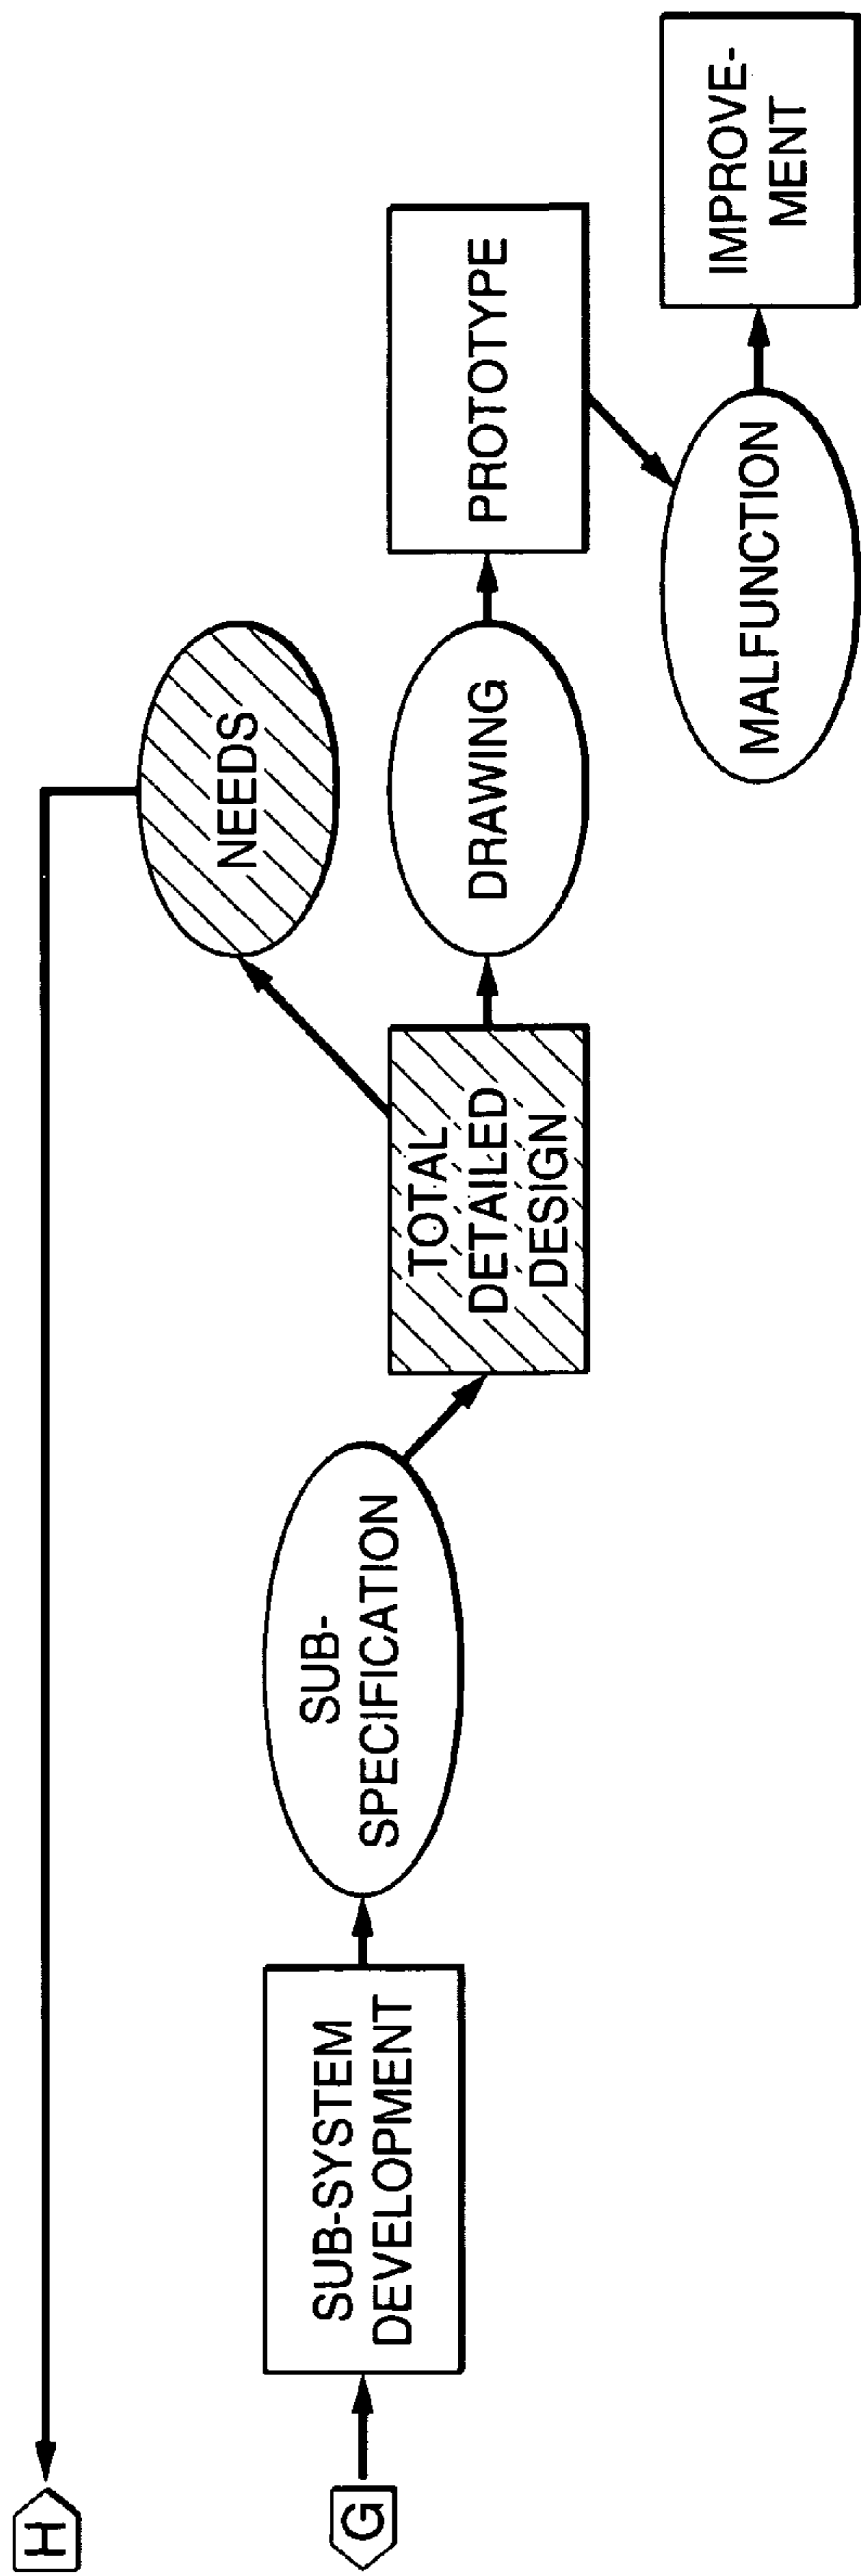 H
G
SUB-SYSTEM
DEVELOPMENT
SUB-
SPECIFICATION
TOTAL
DETAILED
DESIGN
NEEDS
DRAWING
PROTOTYPE
MALFUNCTION
IMPROVE-
MENT